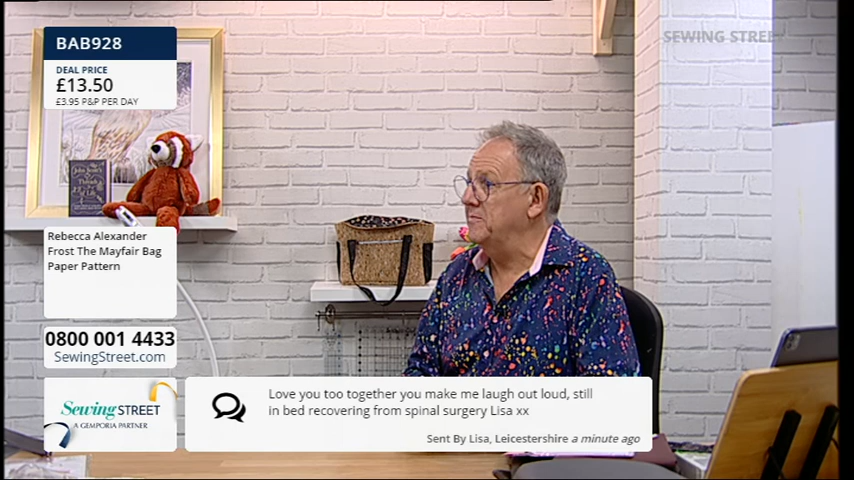 BAB928
DEAL PRICE
£13.50
£3.95 P&P PER DAY
SEWING STREET
Rebecca Alexander
Frost The Mayfair Bag
Paper Pattern
0800 001 4433
SewingStreet.com
Sewing STREET
A GEMPORIA PARTNER
Love you too together you make me laugh out loud, still
in bed recovering from spinal surgery Lisa xx
Sent By Lisa, Leicestershire a minute ago